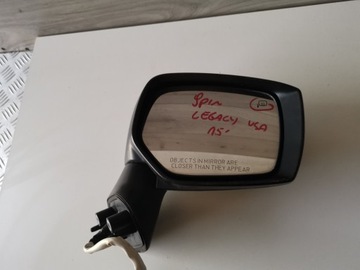 9pin
LEGACY USA
15'
OBJECTS IN MIRROR ARE
CLOSER THAN THEY APPEAR